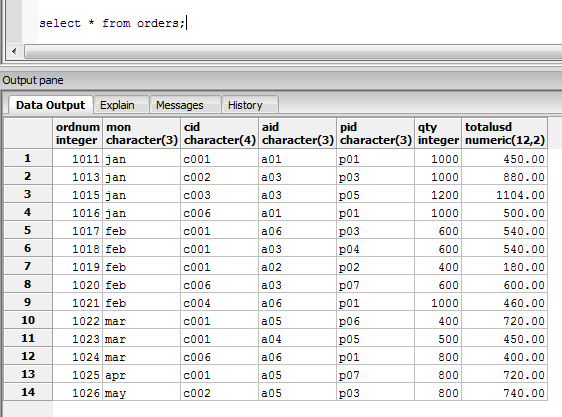 select * from orders;
Output pane
Data Output Explain Messages History
ordnum mon cid aid pid qty totalusd
integer character(3) character(4) character(3) character(3) integer numeric(12,2)
1 1011 jan c001 a01 p01 1000 450.00
2 1013 jan c002 a03 p03 1000 880.00
3 1015 jan c003 a03 p05 1200 1104.00
4 1016 jan c006 a01 p01 1000 500.00
5 1017 feb c001 a06 p03 600 540.00
6 1018 feb c001 a03 p04 600 540.00
7 1019 feb c001 a02 p02 400 180.00
8 1020 feb c006 a03 p07 600 600.00
9 1021 feb c004 a06 p01 1000 460.00
10 1022 mar c001 a05 p06 400 720.00
11 1023 mar c001 a04 p05 500 450.00
12 1024 mar c006 a06 p01 800 400.00
13 1025 apr c001 a05 p07 800 720.00
14 1026 may c002 a05 p03 800 740.00